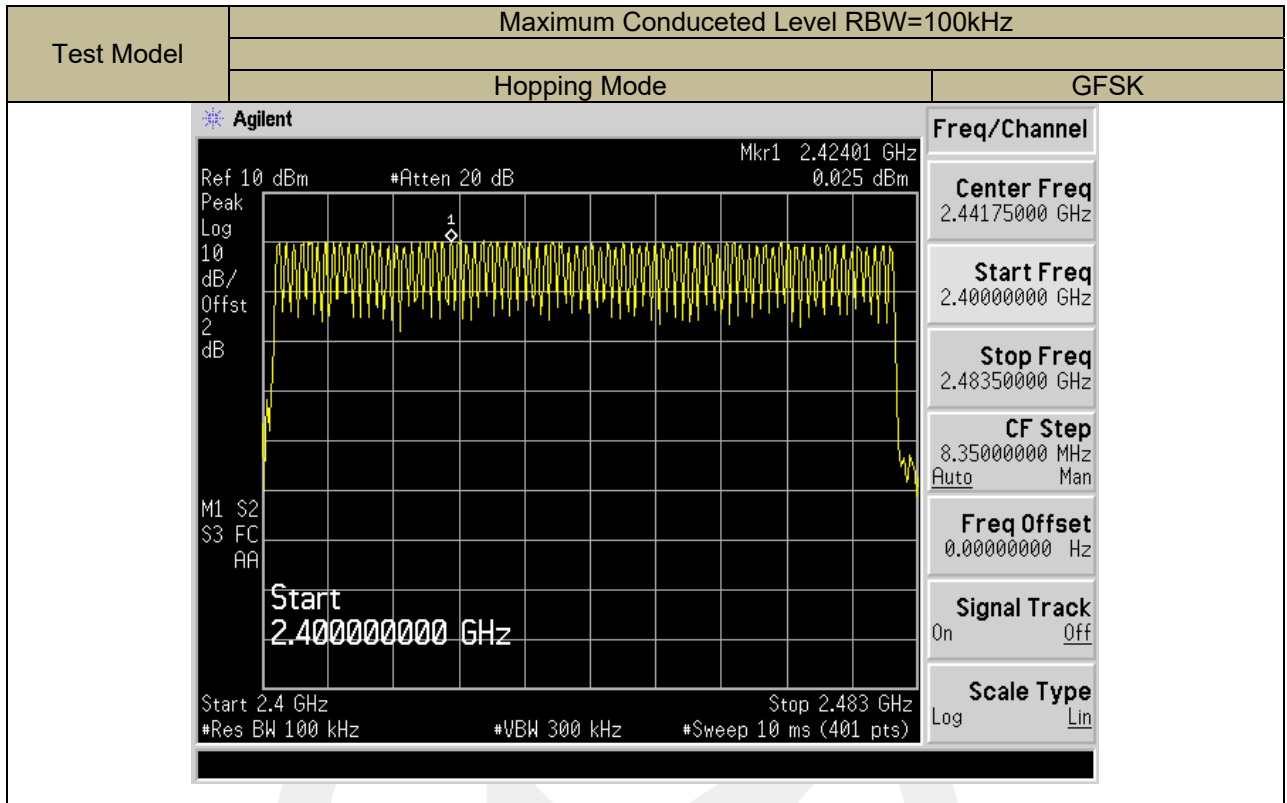 Test Model
Maximum Conduceted Level RBW=100kHz
Hopping Mode GFSK
Agilent
Mkr1 2.42401 GHz
Ref 10 dBm #Atten 20 dB 0.025 dBm
Peak
Log
10
dB/
Offst
2
dB
1
M1 S2
S3 FC
AA
Start
2.400000000 GHz
Start 2.4 GHz Stop 2.483 GHz
#Res BW 100 kHz #VBW 300 kHz #Sweep 10 ms (401 pts)
Freq/Channel
Center Freq
2.44175000 GHz
Start Freq
2.40000000 GHz
Stop Freq
2.48350000 GHz
CF Step
8.35000000 MHz
Auto Man
Freq Offset
0.00000000 Hz
Signal Track
On Off
Scale Type
Log Lin